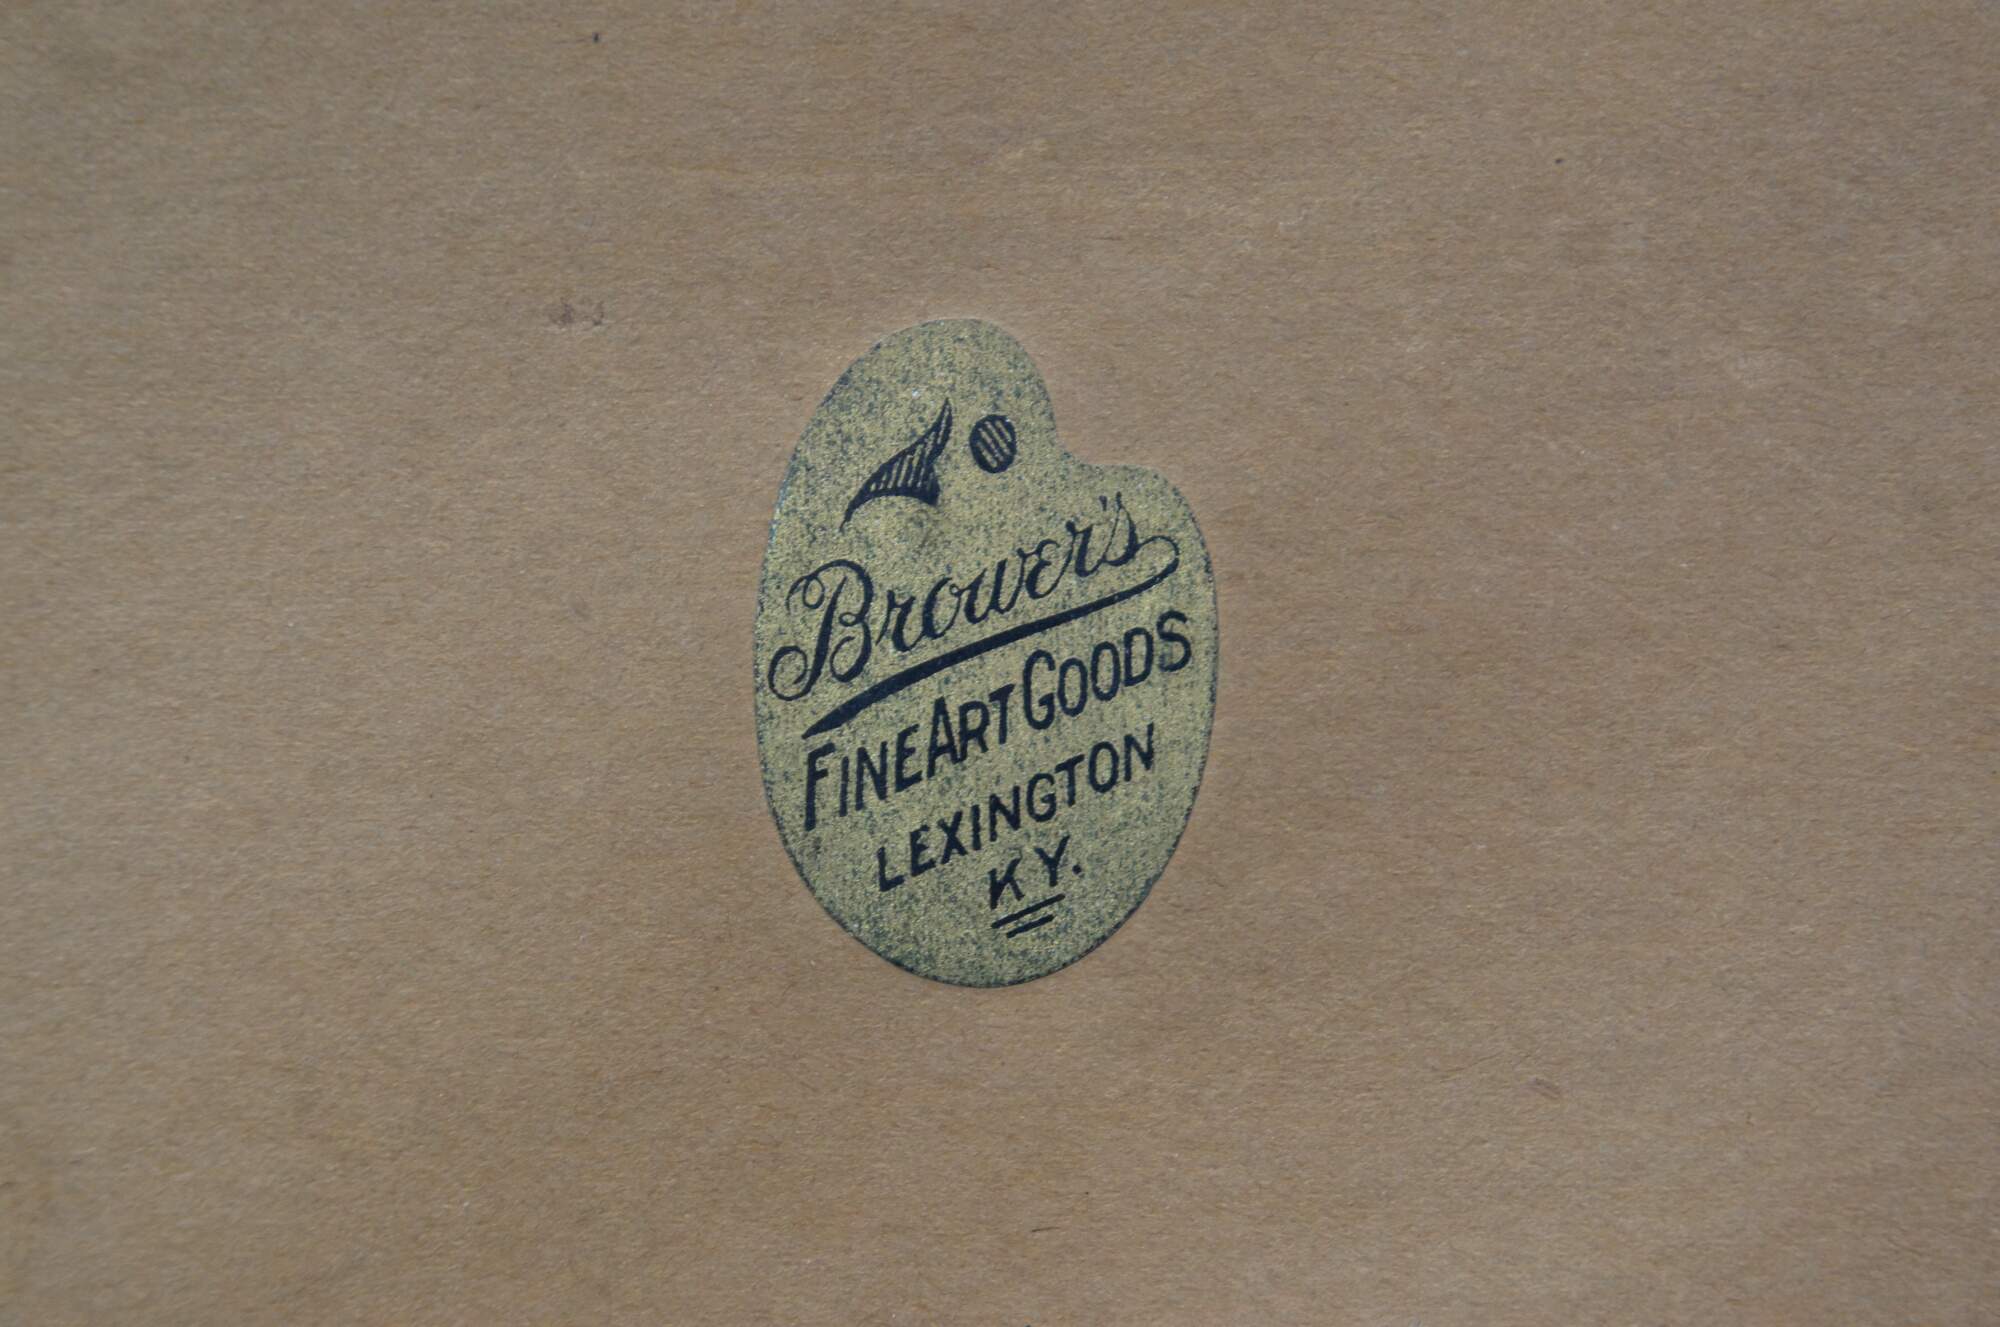 Brower's
FINE ART GOODS
LEXINGTON
KY.